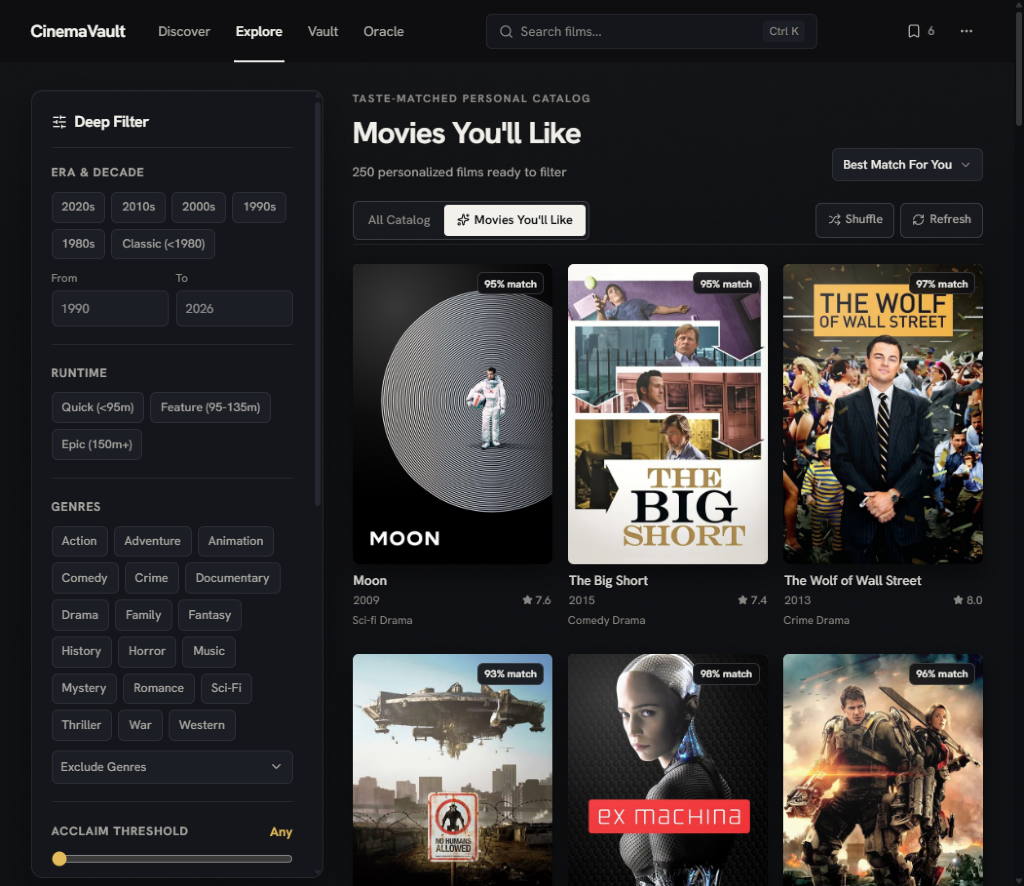 CinemaVault Discover Explore Vault Oracle Search films... Ctrl K 6
Deep Filter
ERA & DECADE
2020s 2010s 2000s 1990s
1980s Classic (<1980)
From To
1990 2026
RUNTIME
Quick (<95m) Feature (95-135m)
Epic (150m+)
GENRES
Action Adventure Animation
Comedy Crime Documentary
Drama Family Fantasy
History Horror Music
Mystery Romance Sci-Fi
Thriller War Western
Exclude Genres
ACCLAIM THRESHOLD Any
TASTE-MATCHED PERSONAL CATALOG
Movies You'll Like
250 personalized films ready to filter
Best Match For You
All Catalog Movies You'll Like
Shuffle Refresh
95% match
MOON
Moon
2009 7.6
Sci-fi Drama
95% match
THE
BIG
SHORT
The Big Short
2015 7.4
Comedy Drama
97% match
THE WOLF
OF WALL STREET
The Wolf of Wall Street
2013 8.0
Crime Drama
93% match
NO HUMANS
ALLOWED
98% match
ex machina
96% match